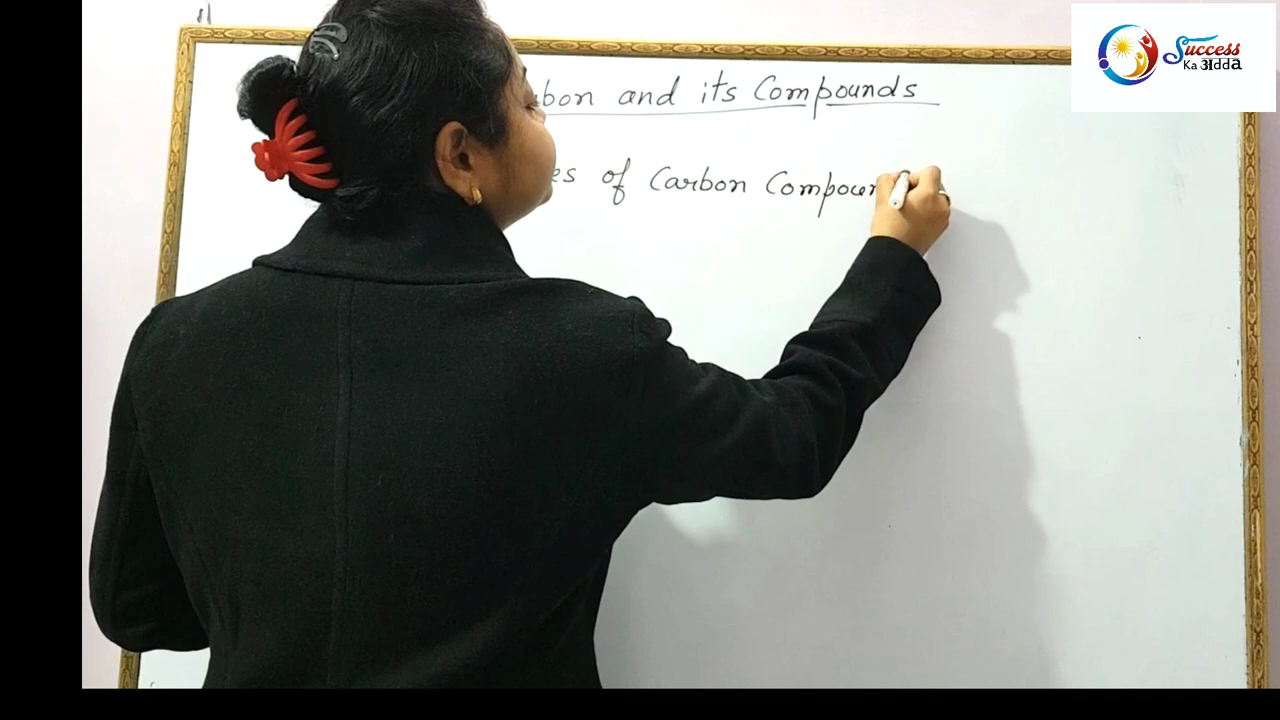 Success
Ka अdda
bon and its Compounds
es of Carbon Compoun